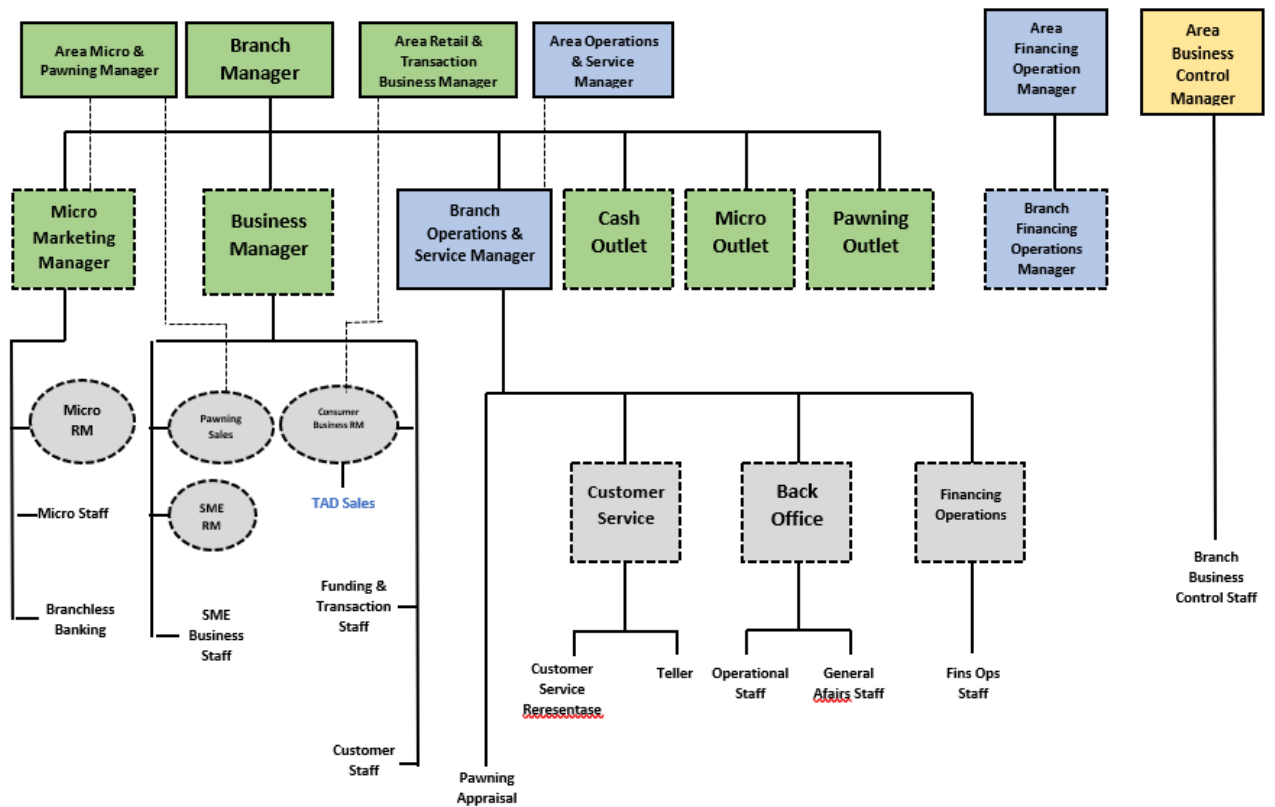 Area Micro &
Pawning Manager
Branch
Manager
Area Retail &
Transaction
Business Manager
Area Operations
& Service
Manager
Area
Financing
Operation
Manager
Area
Business
Control
Manager
Micro
Marketing
Manager
Business
Manager
Branch
Operations &
Service Manager
Cash
Outlet
Micro
Outlet
Pawning
Outlet
Branch
Financing
Operations
Manager
Micro
RM
Pawning
Sales
Consumer
Business RM
TAD Sales
Micro Staff
SME
RM
Customer
Service
Back
Office
Financing
Operations
Branch
Business
Control Staff
Branchless
Banking
SME
Business
Staff
Funding &
Transaction
Staff
Customer
Service
Reresentase
Teller
Operational
Staff
General
Afairs Staff
Fins Ops
Staff
Customer
Staff
Pawning
Appraisal